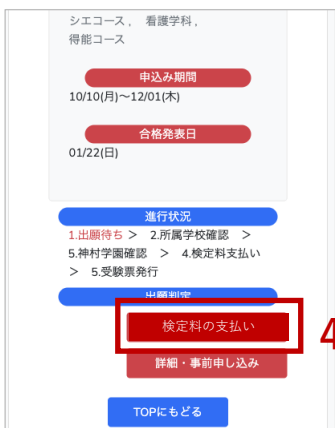 シエコース， 看護学科，
得能コース
申込み期間
10/10(月)～12/01(木)
合格発表日
01/22(日)
進行状況
1.出願待ち ＞ 2.所属学校確認 ＞
5.神村学園確認 ＞ 4.検定料支払い
＞ 5.受験票発行
出願判定
検定料の支払い
4
詳細・事前申し込み
TOPにもどる